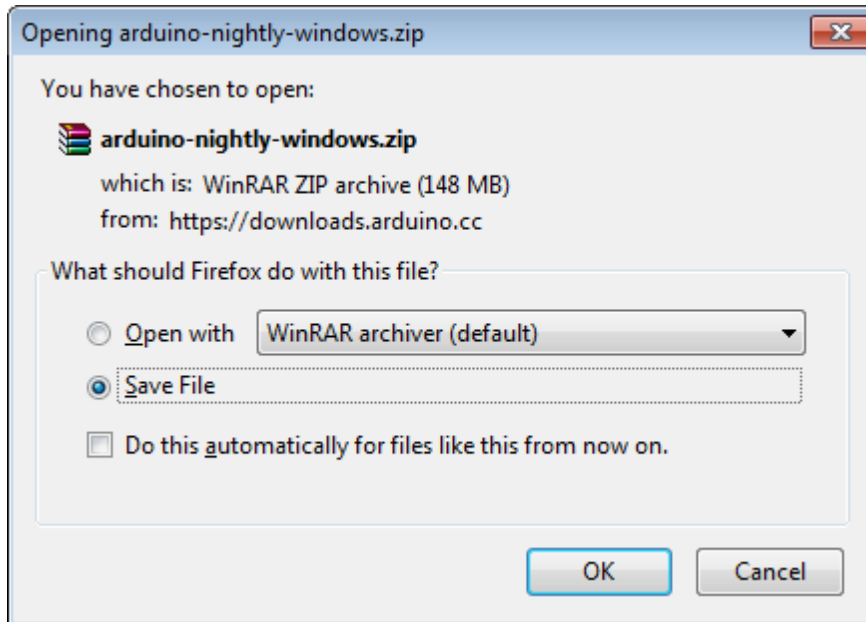 Opening arduino-nightly-windows.zip
You have chosen to open:
arduino-nightly-windows.zip
which is: WinRAR ZIP archive (148 MB)
from: https://downloads.arduino.cc
What should Firefox do with this file?
Open with WinRAR archiver (default)
Save File
Do this automatically for files like this from now on.
OK Cancel